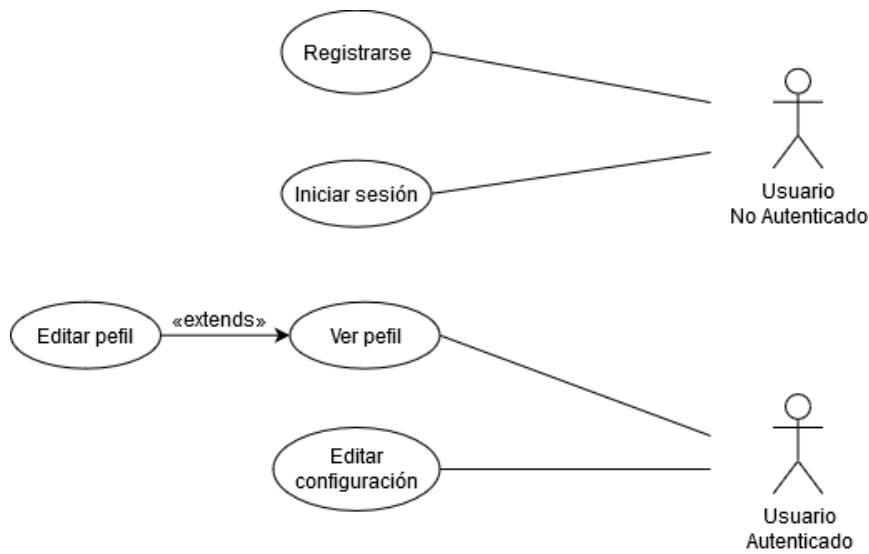 Registrarse
Iniciar sesión
Usuario
No Autenticado
Editar pefil
«extends»
Ver pefil
Editar
configuración
Usuario
Autenticado